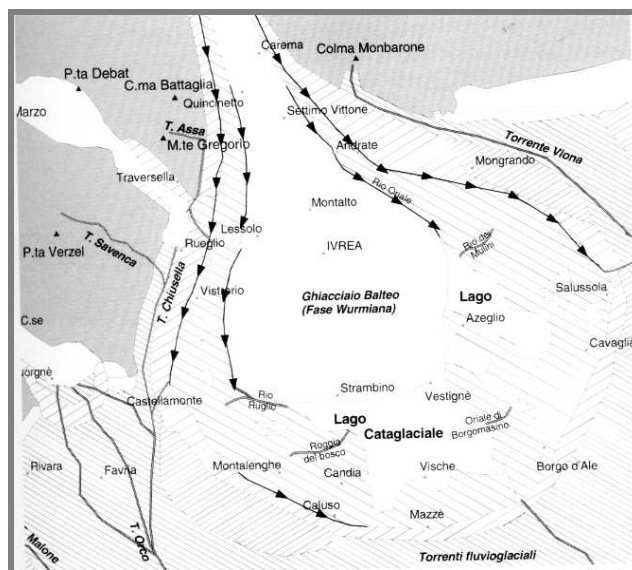 Carema
Colma Monbarone
P.ta Debat
C.ma Battaglia
Quincinetto
Marzo
Settimo Vittone
T. Assa
Torrente Viona
M.te Gregorio
Andrate
Mongrando
Traversella
Rio Oriale
Montalto
Lessolo
Rueglio
IVREA
Rio dei
Mulini
P.ta Verzel
T. Savenca
T. Chiusella
Vistrorio
Ghiacciaio Balteo
(Fase Wurmiana)
Lago
Salussola
Azeglio
C.se
Cavaglià
orgnè
Castellamonte
Rio
Ruglio
Strambino
Vestignè
Lago
Cataglaciale
Oriale di
Borgomasino
Roggia
del bosco
Rivara
Favria
Montalenghe
Candia
Vische
Borgo d'Ale
Caluso
Mazzè
T. Orco
Malone
Torrenti fluvioglaciali